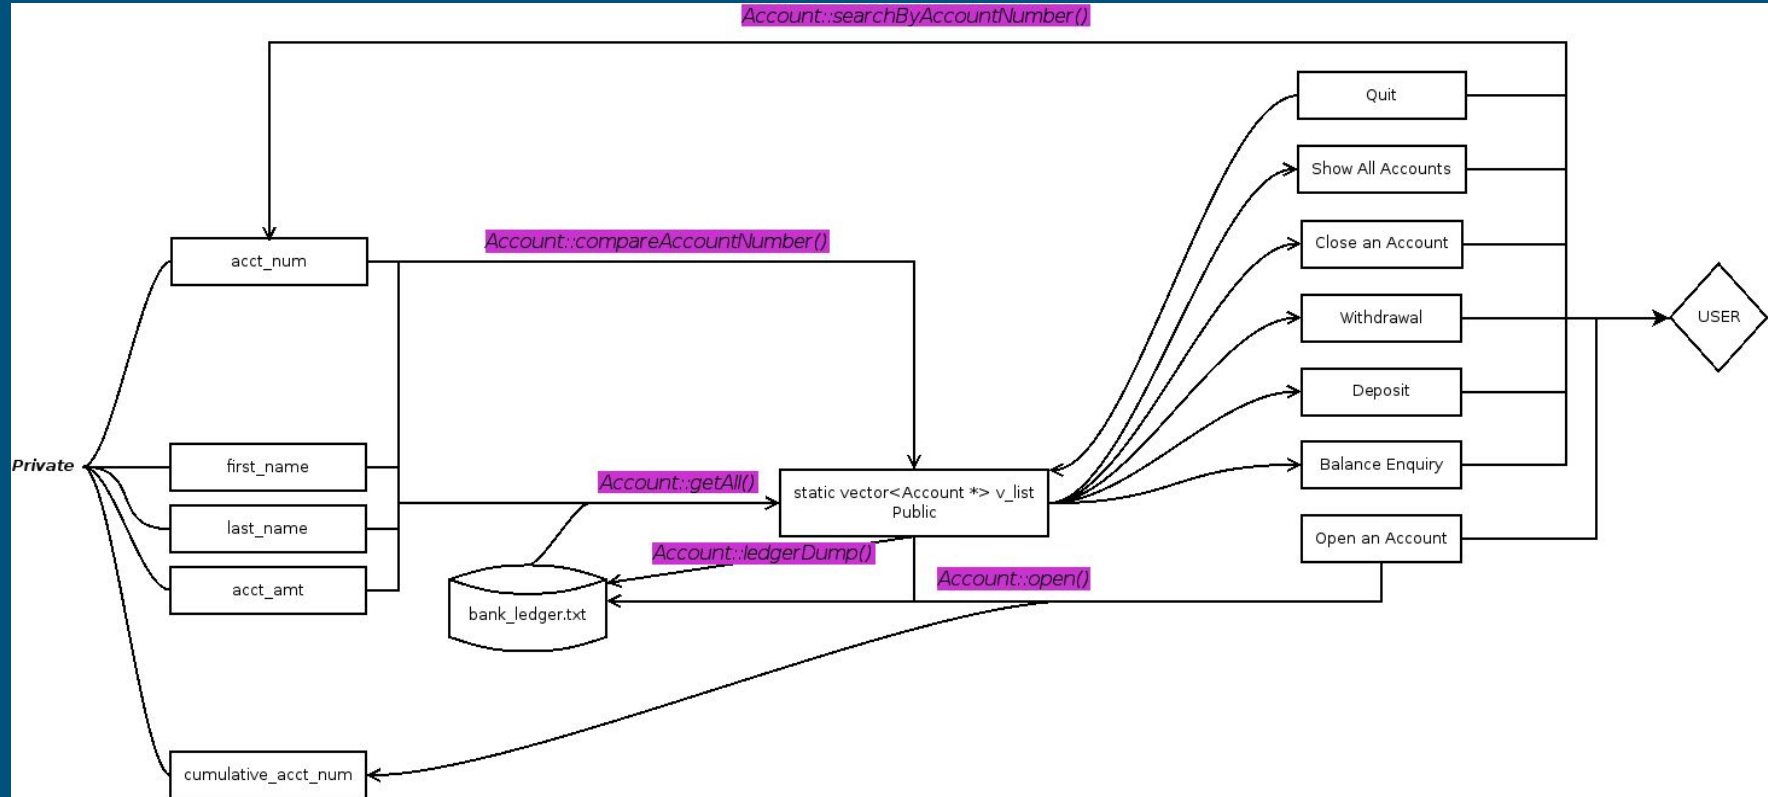 Account::searchByAccountNumber()
Quit
Show All Accounts
Account::compareAccountNumber()
acct_num
Close an Account
Withdrawal
USER
Deposit
Private
first_name
Balance Enquiry
Account::getAll()
static vector<Account *> v_list
Public
last_name
Open an Account
Account::ledgerDump()
Account::open()
acct_amt
bank_ledger.txt
cumulative_acct_num